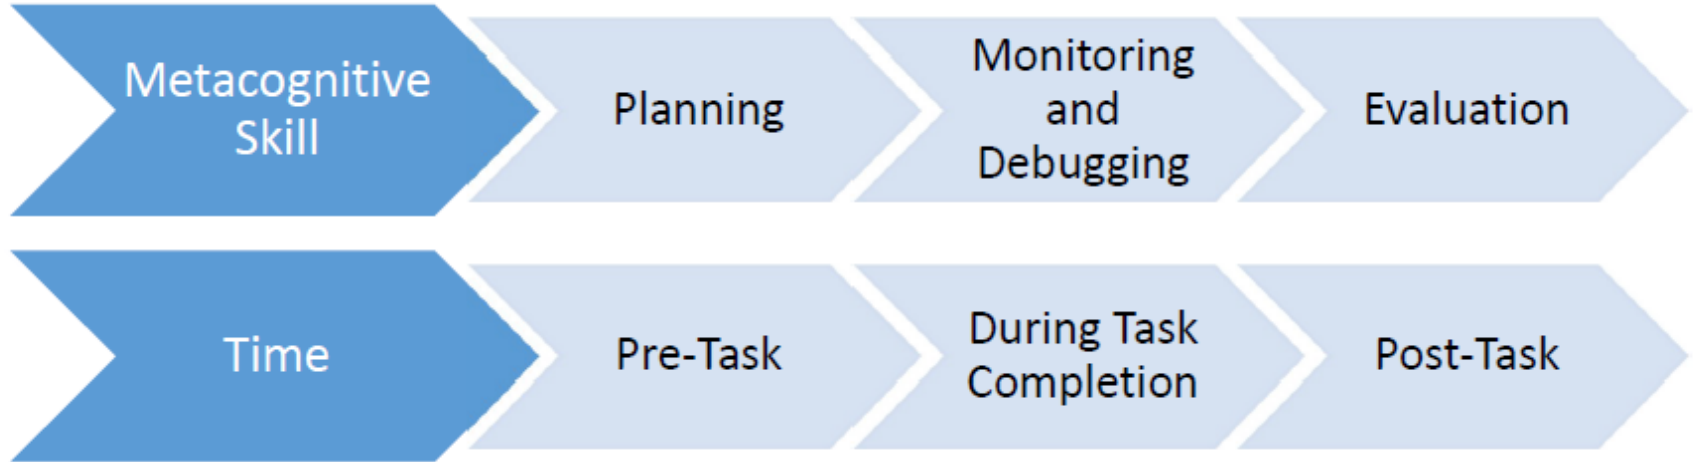 Metacognitive
Skill
Planning
Monitoring
and
Debugging
Evaluation
Time
Pre-Task
During Task
Completion
Post-Task